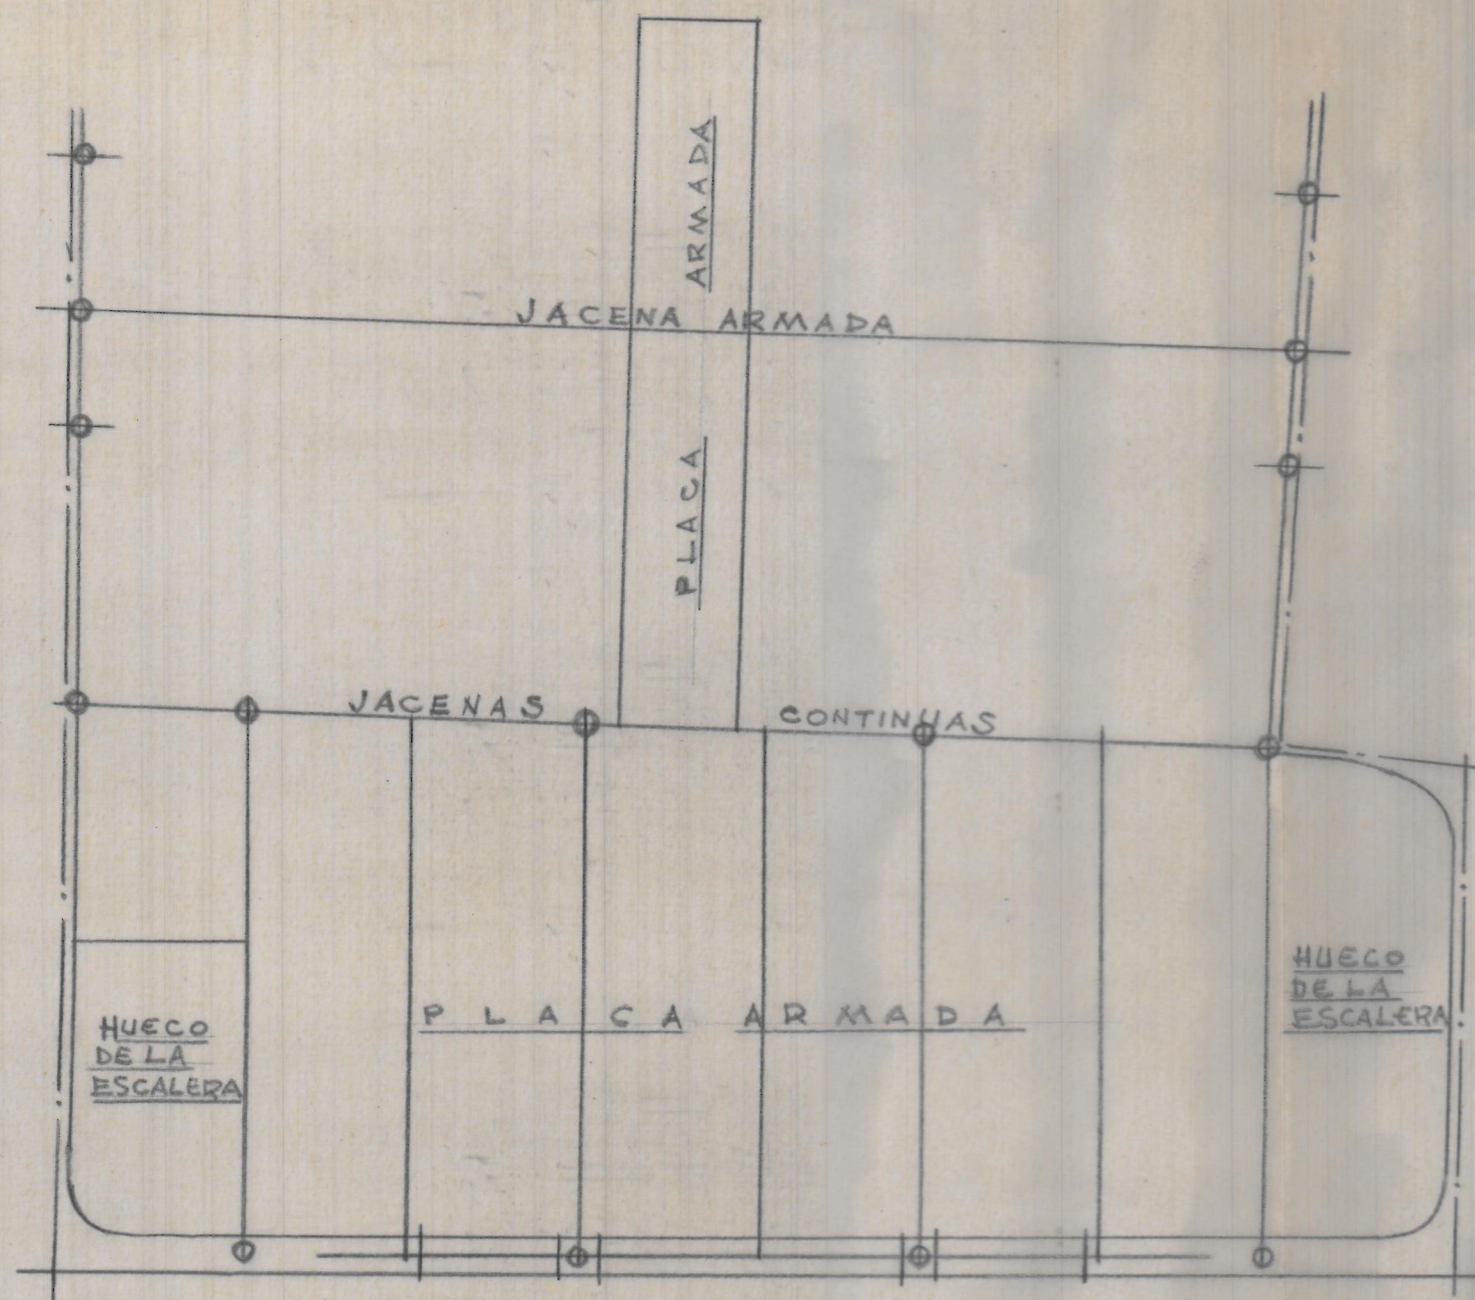 PLACA ARMADA
JACENA ARMADA
JACENAS CONTINUAS
PLACA ARMADA
HUECO
DE LA
ESCALERA
HUECO
DE LA
ESCALERA